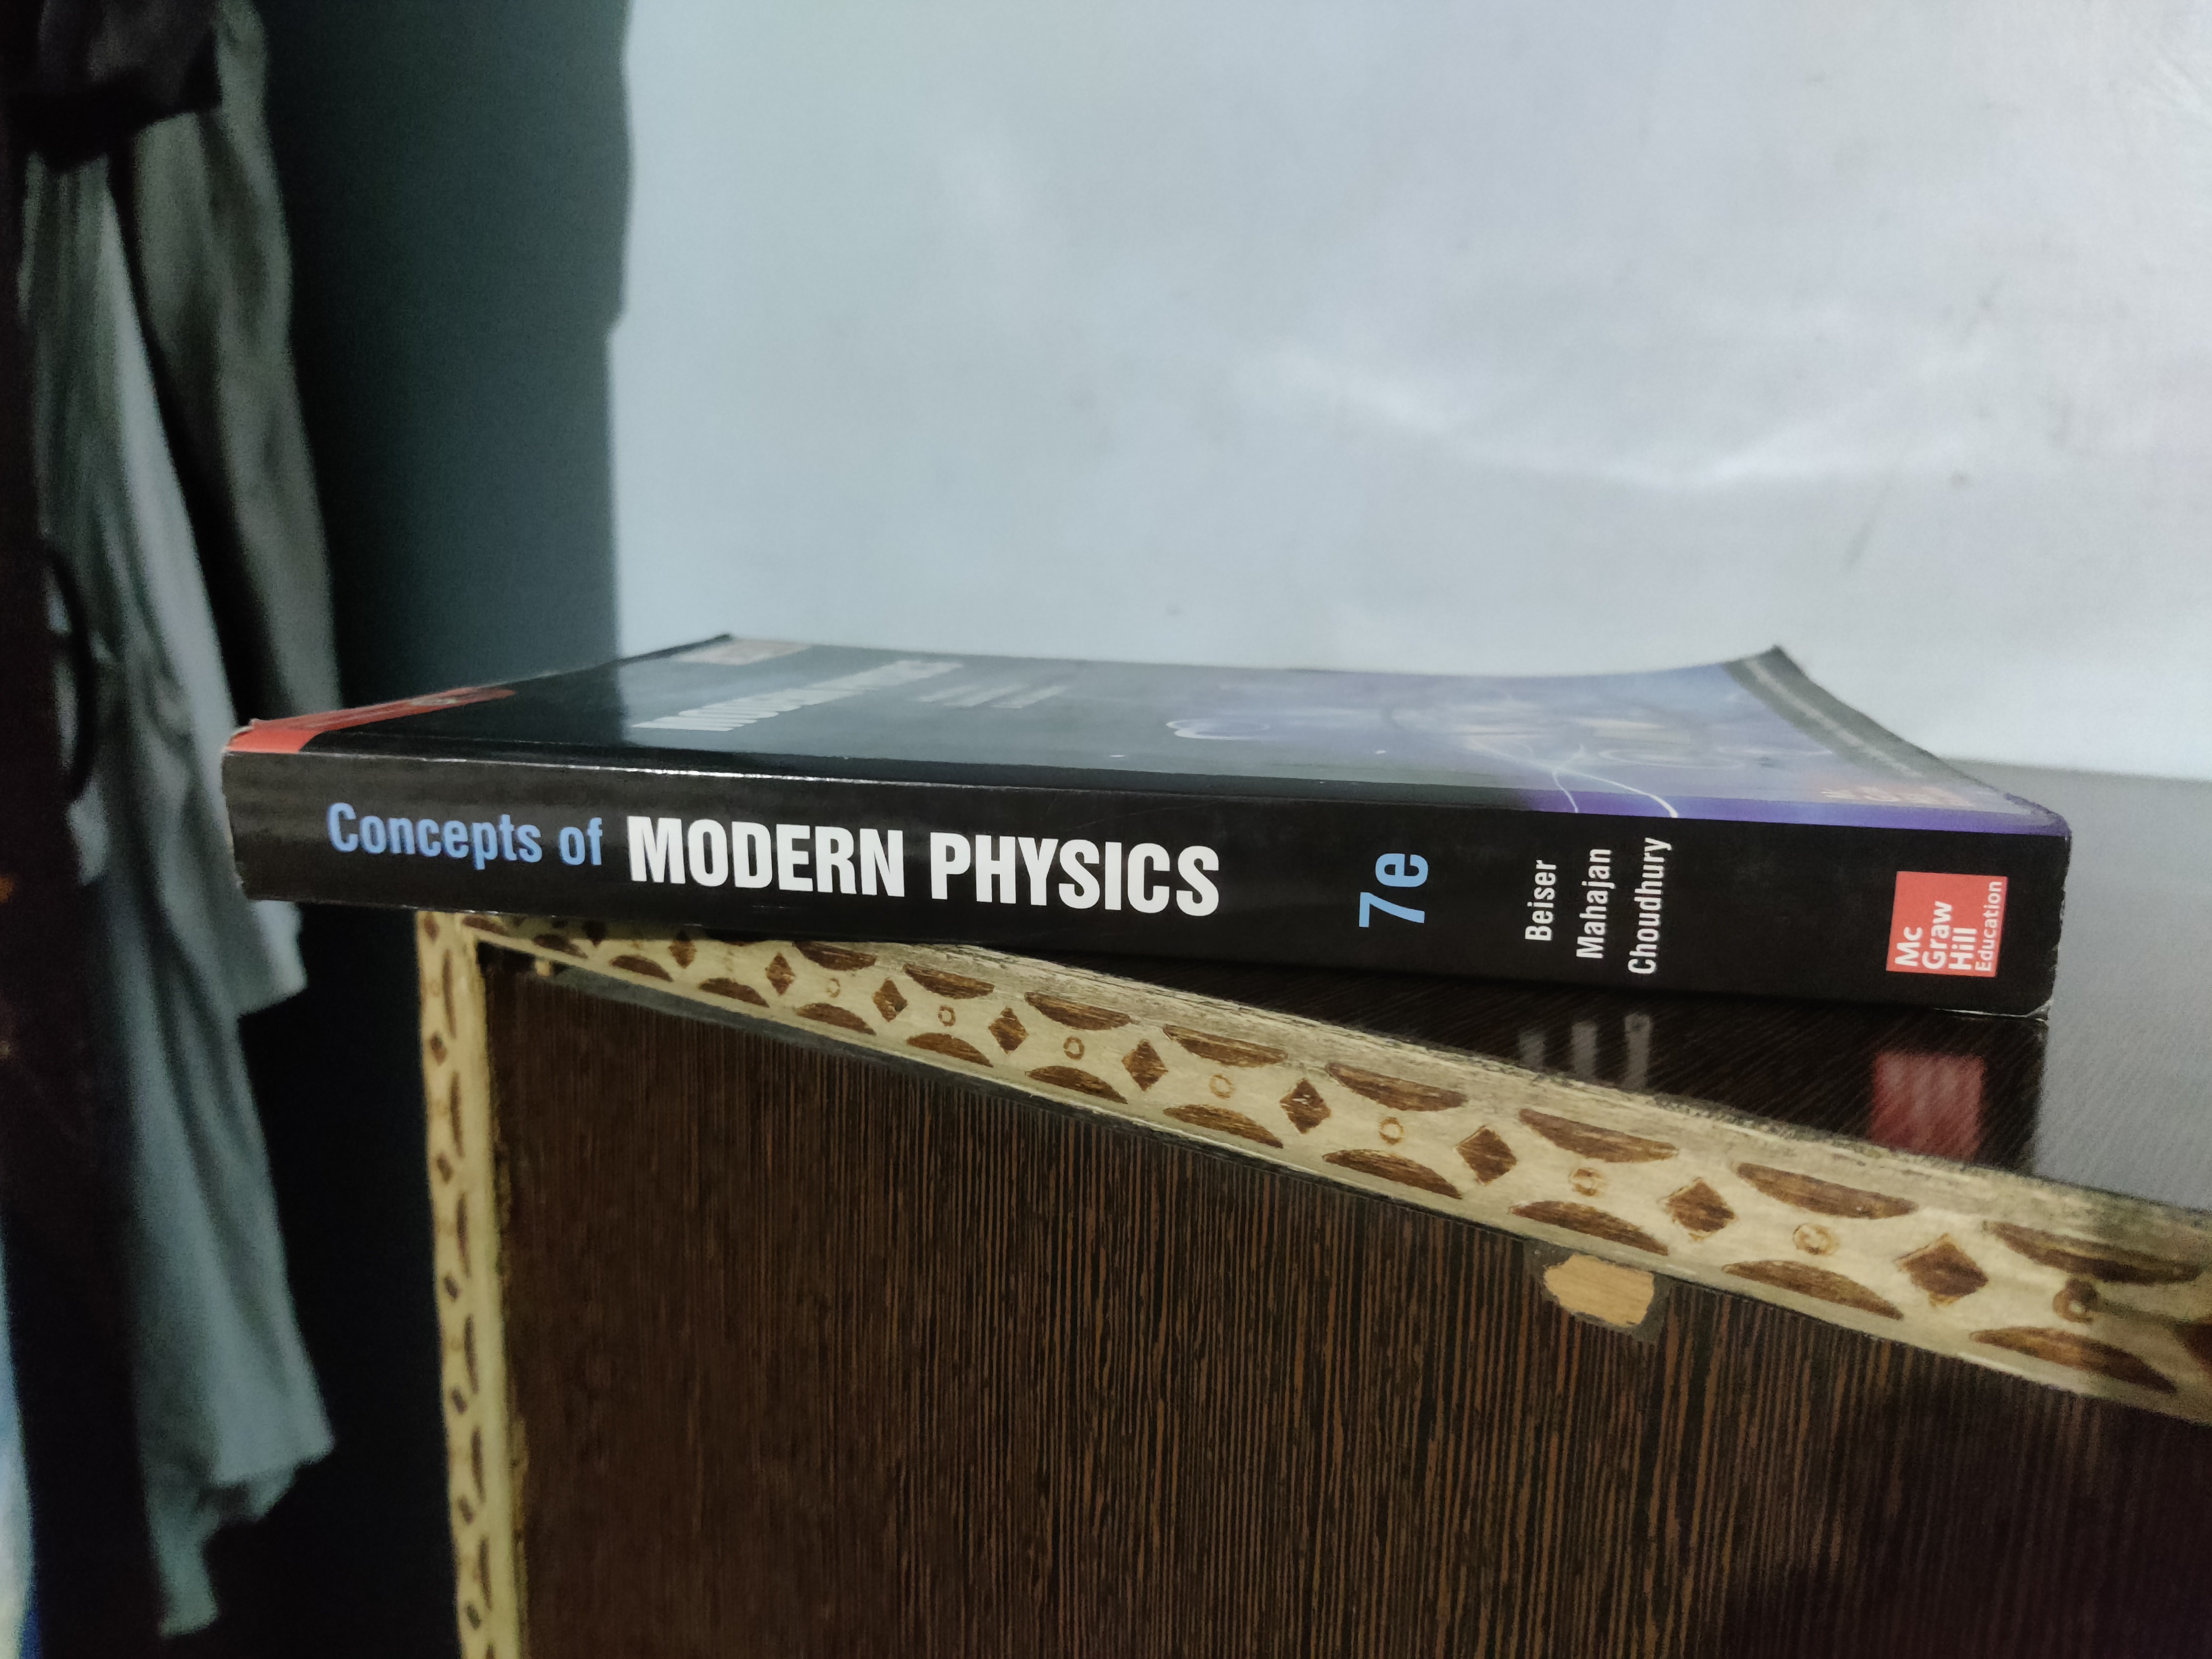 Concepts of MODERN PHYSICS
7e
Beiser
Mahajan
Choudhury
Mc
Graw
Hill
Education